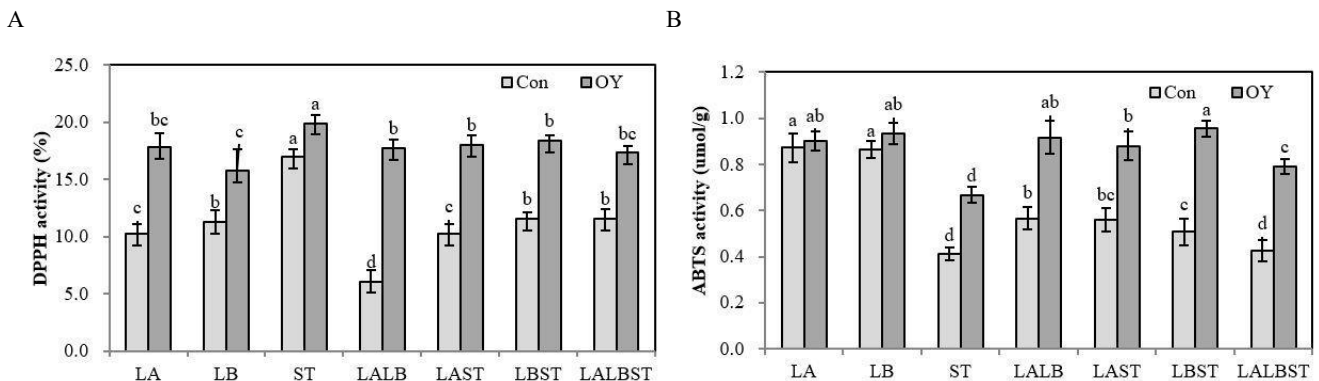 A
B
25.0
20.0
15.0
10.0
5.0
0.0
DPPH activity (%)
Con OY
c bc b c a a d b c b b b b bc
LA LB ST LALB LAST LBST LALBST
1.2
1.0
0.8
0.6
0.4
0.2
0.0
ABTS activity (umol/g)
Con OY
a ab a ab d d b ab bc b c a d c
LA LB ST LALB LAST LBST LALBST